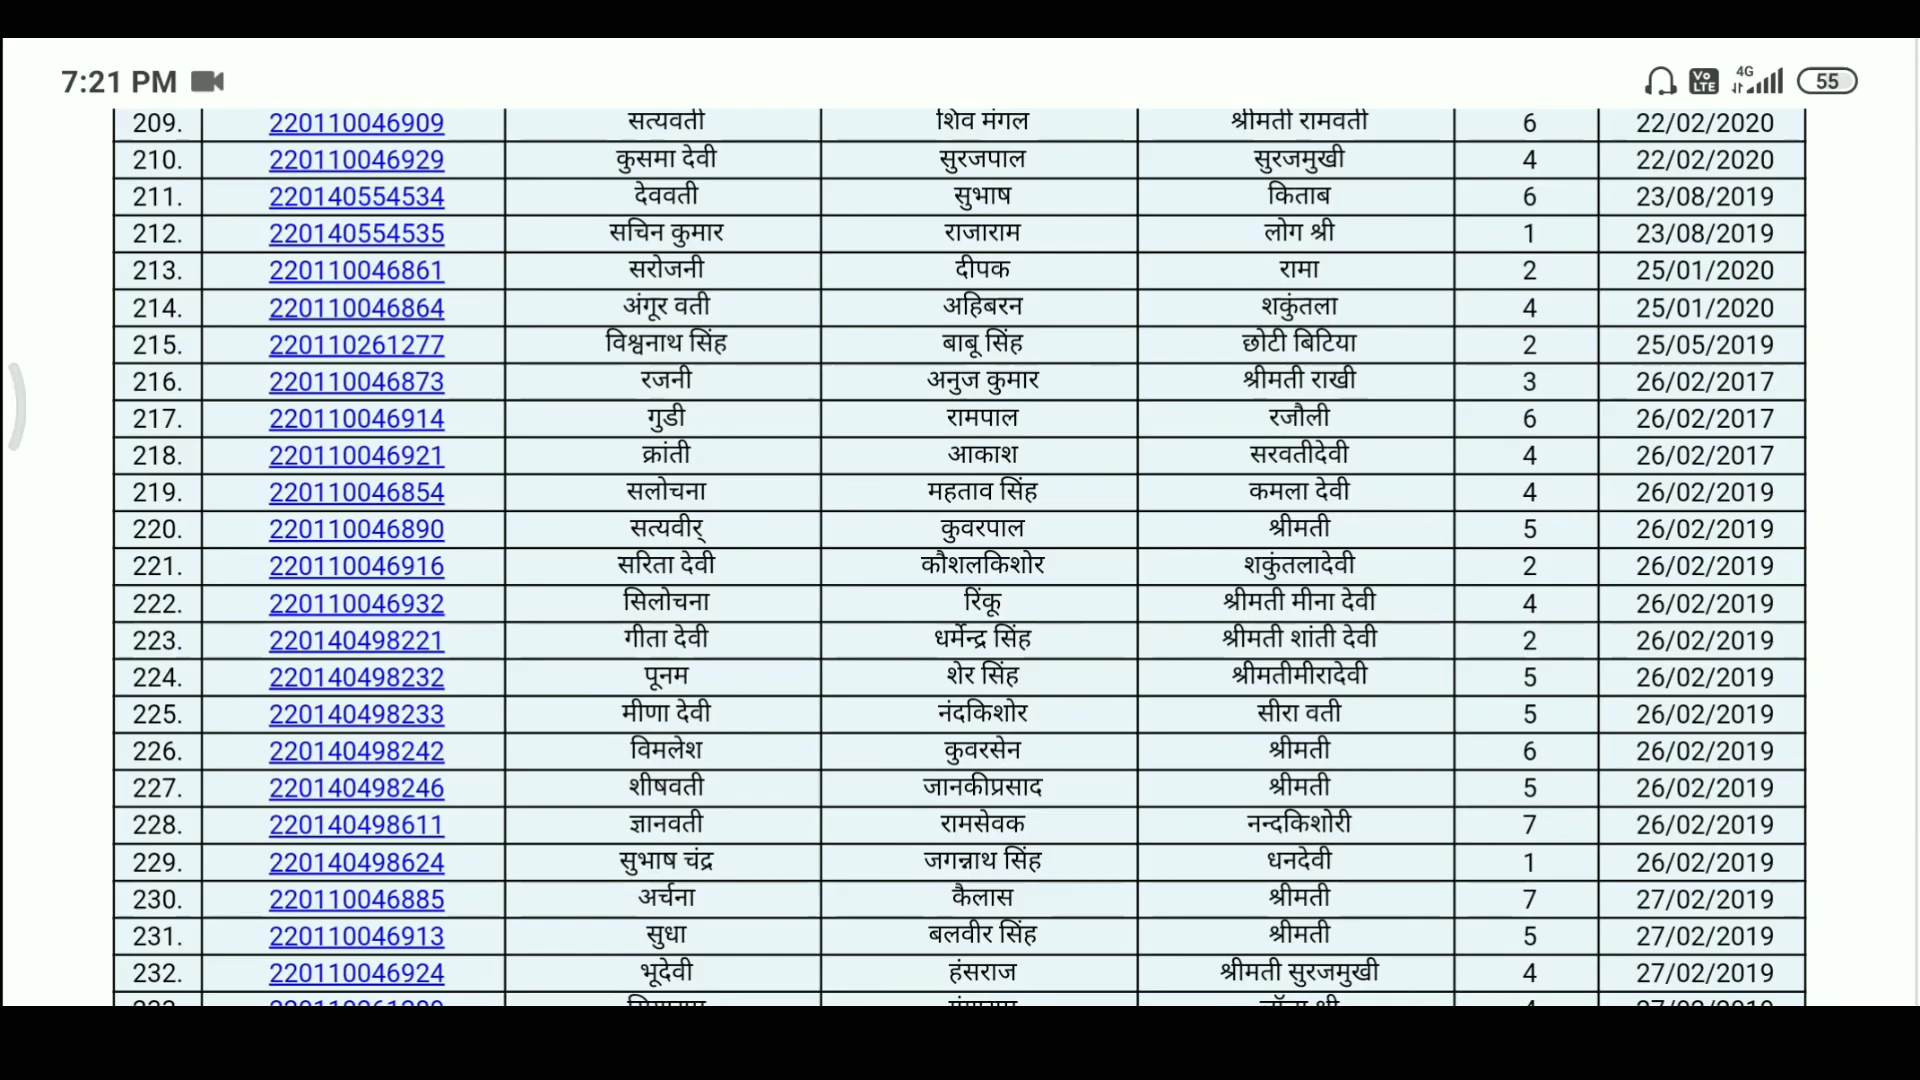 7:21 PM 4G Vo LTE 55
209. 220110046909 सत्यवती शिव मंगल श्रीमती रामवती 6 22/02/2020
210. 220110046929 कुसमा देवी सुरजपाल सुरजमुखी 4 22/02/2020
211. 220140554534 देववती सुभाष किताब 6 23/08/2019
212. 220140554535 सचिन कुमार राजाराम लोग श्री 1 23/08/2019
213. 220110046861 सरोजनी दीपक रामा 2 25/01/2020
214. 220110046864 अंगूर वती अहिबरन शकुंतला 4 25/01/2020
215. 220110261277 विश्वनाथ सिंह बाबू सिंह छोटी बिटिया 2 25/05/2019
216. 220110046873 रजनी अनुज कुमार श्रीमती राखी 3 26/02/2017
217. 220110046914 गुडी रामपाल रजौली 6 26/02/2017
218. 220110046921 क्रांती आकाश सरवतीदेवी 4 26/02/2017
219. 220110046854 सलोचना महताव सिंह कमला देवी 4 26/02/2019
220. 220110046890 सत्यवीर् कुवरपाल श्रीमती 5 26/02/2019
221. 220110046916 सरिता देवी कौशलकिशोर शकुंतलादेवी 2 26/02/2019
222. 220110046932 सिलोचना रिंकू श्रीमती मीना देवी 4 26/02/2019
223. 220140498221 गीता देवी धर्मेन्द्र सिंह श्रीमती शांती देवी 2 26/02/2019
224. 220140498232 पूनम शेर सिंह श्रीमतीमीरादेवी 5 26/02/2019
225. 220140498233 मीणा देवी नंदकिशोर सीरा वती 5 26/02/2019
226. 220140498242 विमलेश कुवरसेन श्रीमती 6 26/02/2019
227. 220140498246 शीषवती जानकीप्रसाद श्रीमती 5 26/02/2019
228. 220140498611 ज्ञानवती रामसेवक नन्दकिशोरी 7 26/02/2019
229. 220140498624 सुभाष चंद्र जगन्नाथ सिंह धनदेवी 1 26/02/2019
230. 220110046885 अर्चना कैलास श्रीमती 7 27/02/2019
231. 220110046913 सुधा बलवीर सिंह श्रीमती 5 27/02/2019
232. 220110046924 भूदेवी हंसराज श्रीमती सुरजमुखी 4 27/02/2019